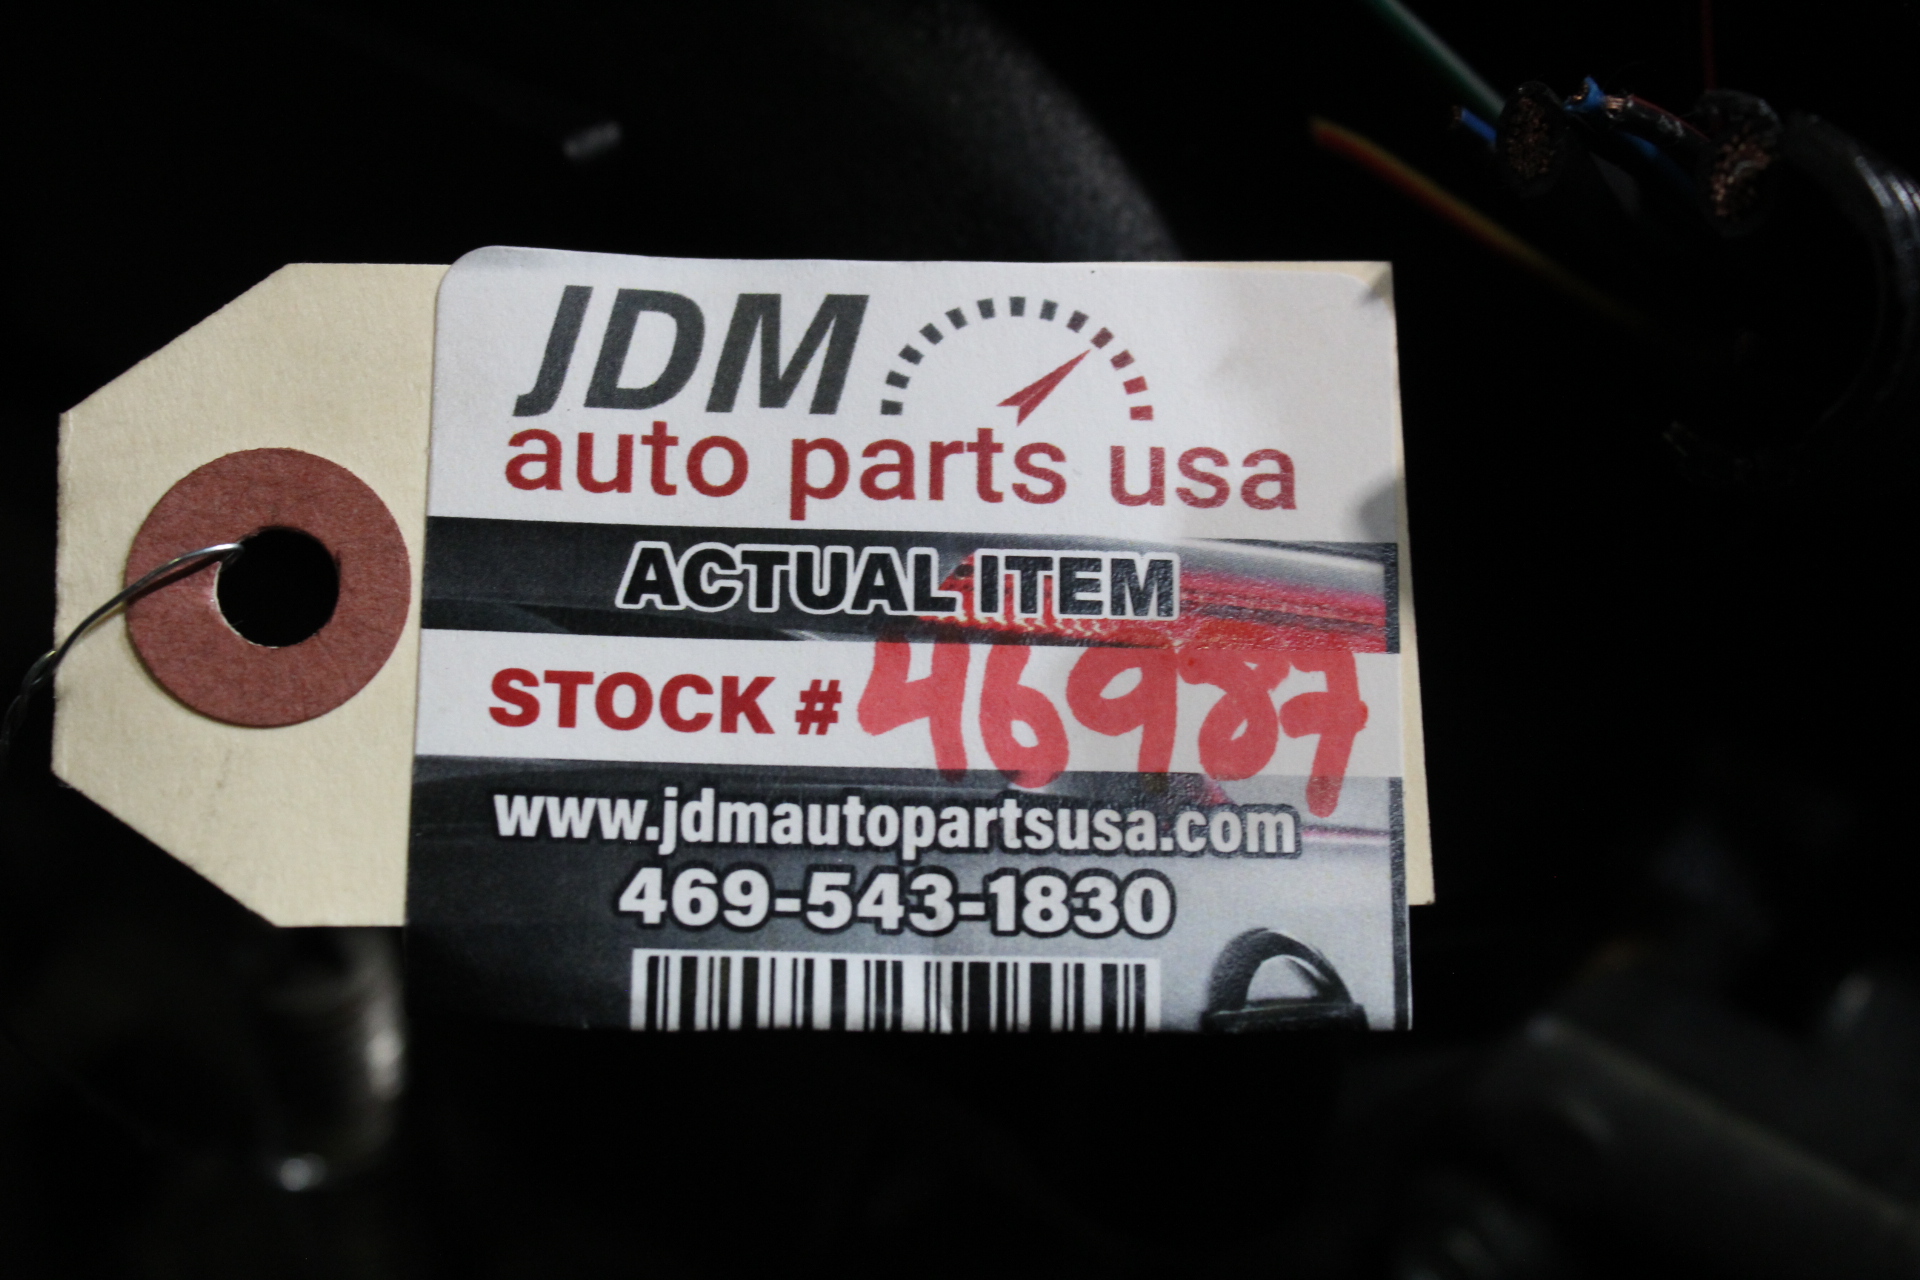 JDM
auto parts usa
ACTUAL ITEM
STOCK # 46987
www.jdmautopartsusa.com
469-543-1830